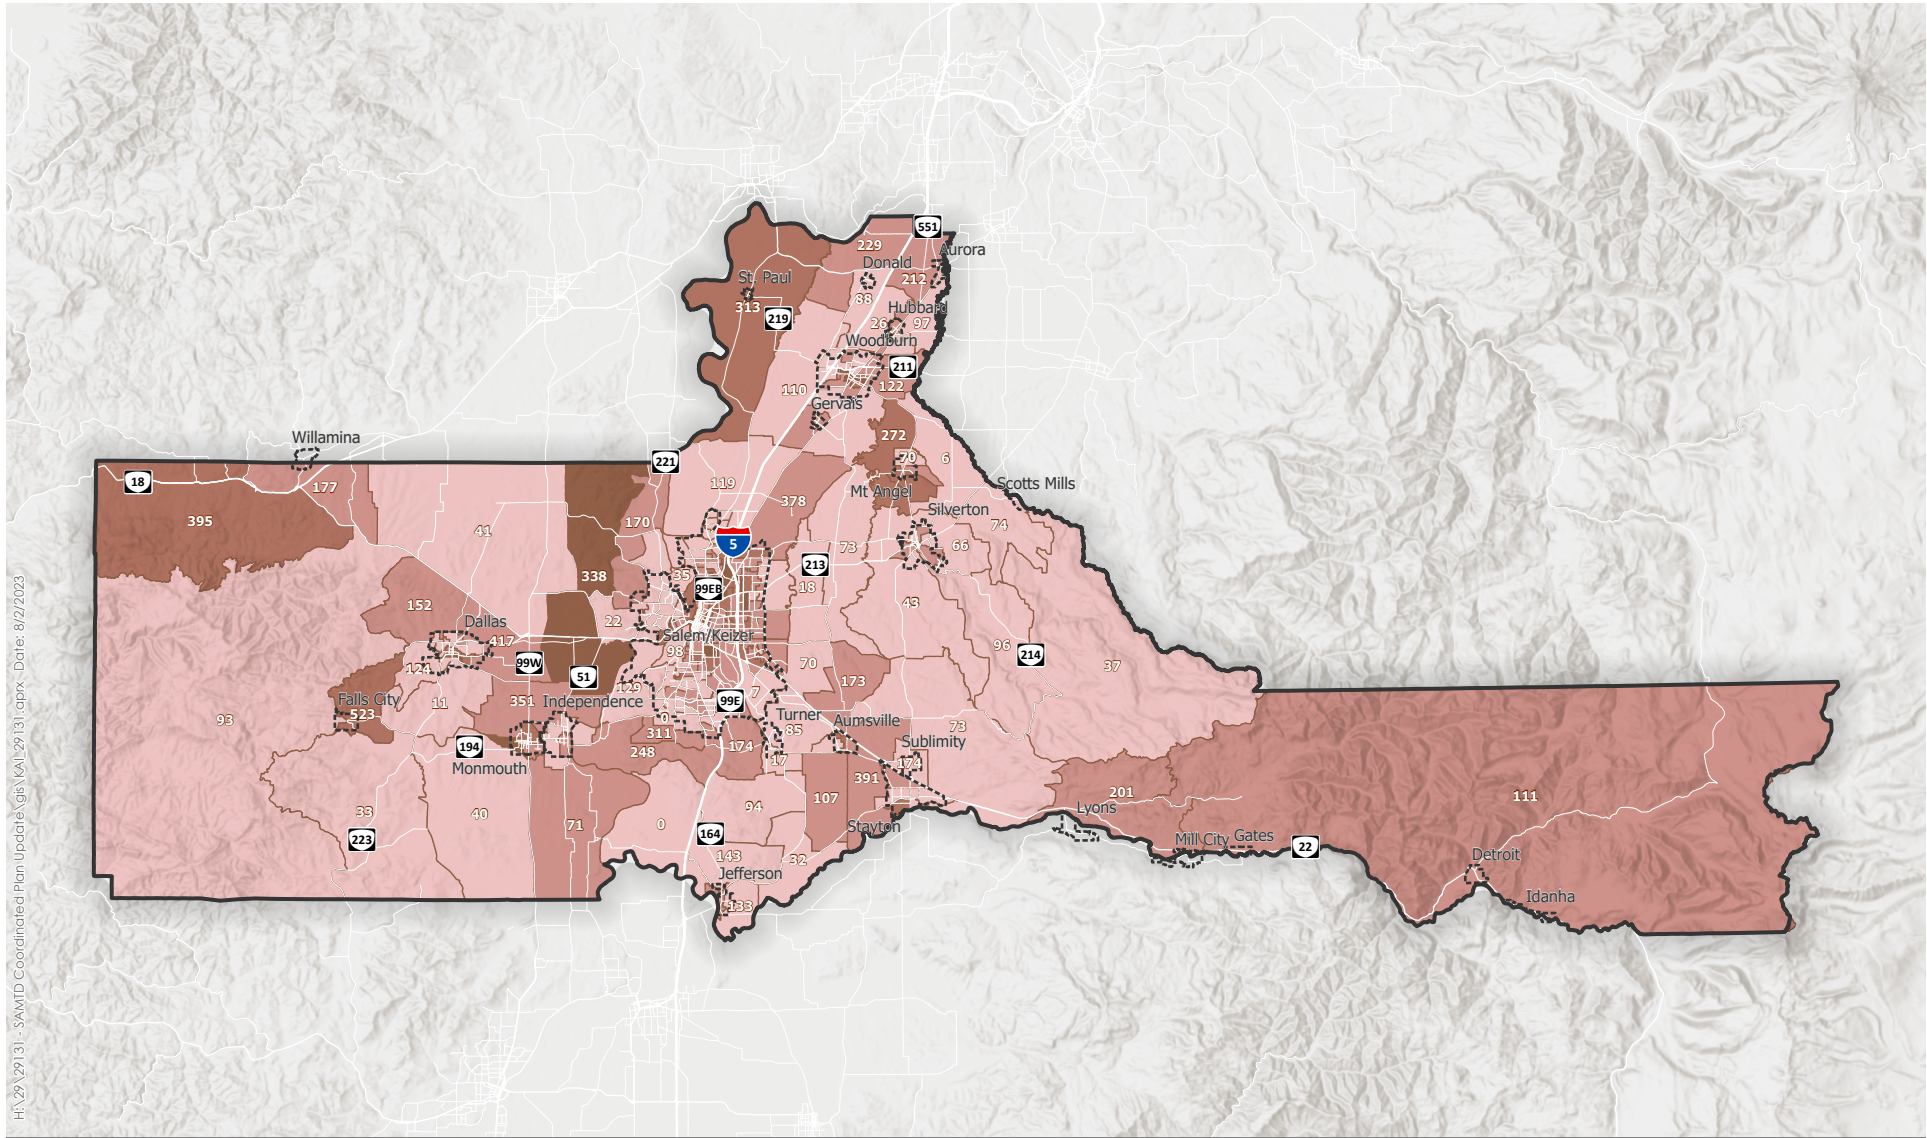 551
Aurora
229
Donald
212
St. Paul
313
219
88
Hubbard
26
97
Woodburn
211
122
110
Gervais
272
70
6
Willamina
221
18
177
395
119
378
Mt Angel
Scotts Mills
Silverton
41
170
74
5
73
66
338
35
99EB
213
18
152
43
Dallas
22
Salem/Keizer
417
98
96
214
99W
70
37
124
51
173
129
7
Falls City
11
351
Independence
99E
523
93
0
Turner
Aumsville
85
73
311
194
248
174
Sublimity
Monmouth
17
174
391
201
111
107
94
33
40
71
0
Lyons
223
164
Stayton
Mill City
Gates
22
143
32
Detroit
Jefferson
133
Idanha
H:\29\29131 - SAMTD Coordinated Plan Update\gis\KAI_29131.aprx Date: 8/2/2023